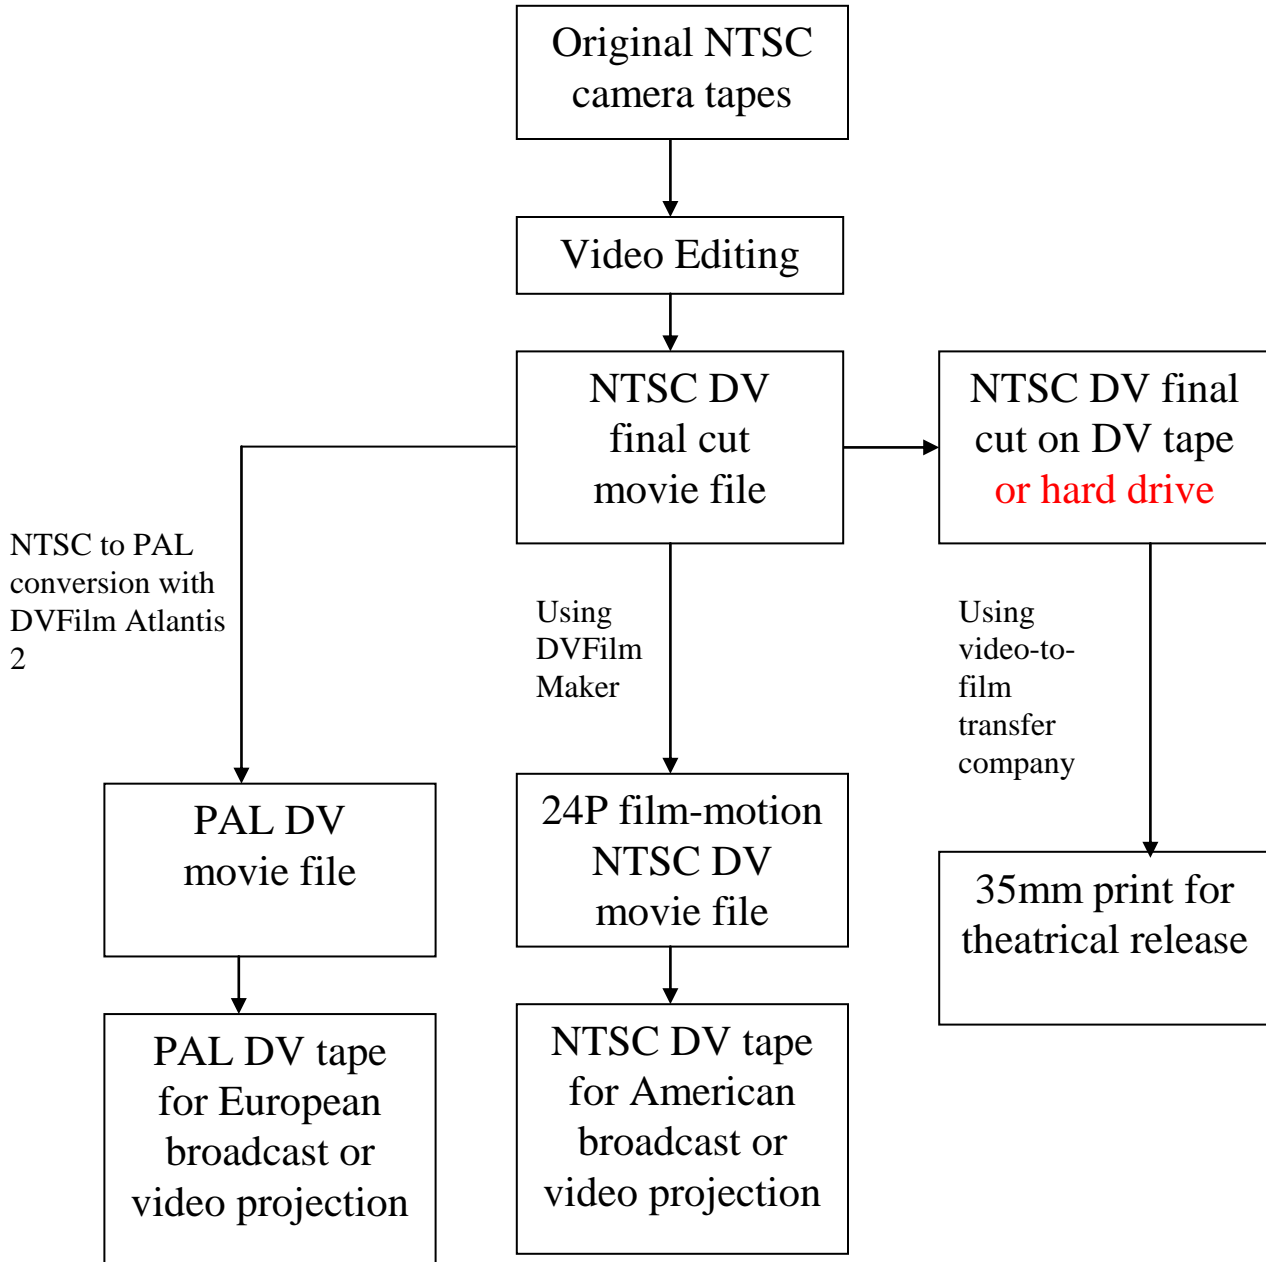 Original NTSC
camera tapes
Video Editing
NTSC DV
final cut
movie file
NTSC DV final
cut on DV tape
or hard drive
NTSC to PAL
conversion with
DVFilm Atlantis
2
Using
DVFilm
Maker
Using
video-to-
film
transfer
company
PAL DV
movie file
24P film-motion
NTSC DV
movie file
35mm print for
theatrical release
PAL DV tape
for European
broadcast or
video projection
NTSC DV tape
for American
broadcast or
video projection